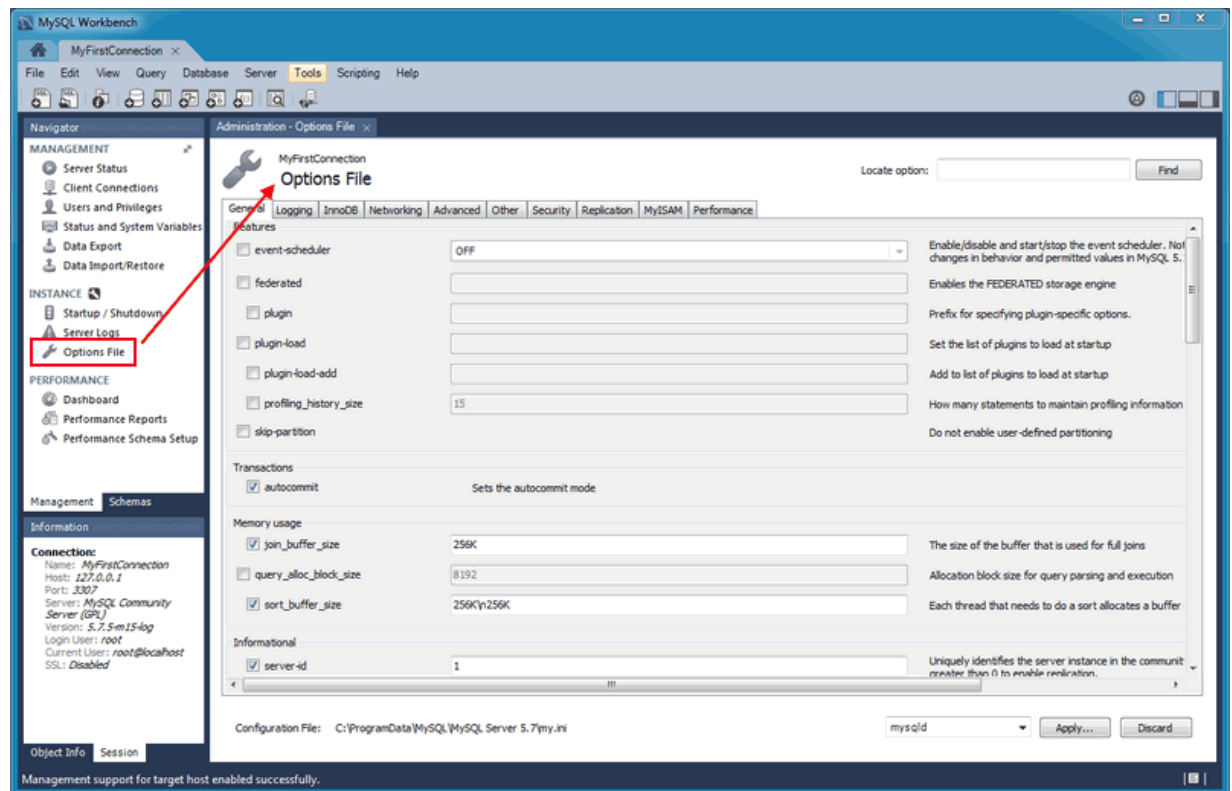 MySQL Workbench
MyFirstConnection ×
File Edit View Query Database Server Tools Scripting Help
Navigator
MANAGEMENT
Server Status
Client Connections
Users and Privileges
Status and System Variables
Data Export
Data Import/Restore
INSTANCE
Startup / Shutdown
Server Logs
Options File
PERFORMANCE
Dashboard
Performance Reports
Performance Schema Setup
Management Schemas
Information
Connection:
Name: MyFirstConnection
Host: 127.0.0.1
Port: 3307
Server: MySQL Community
Server (GPL)
Version: 5.7.5-m15-log
Login User: root
Current User: root@localhost
SSL: Disabled
Object Info Session
Administration - Options File ×
MyFirstConnection
Options File
Locate option: Find
General Logging InnoDB Networking Advanced Other Security Replication MyISAM Performance
Features
event-scheduler OFF Enable/disable and start/stop the event scheduler. Not
changes in behavior and permitted values in MySQL 5.
federated Enables the FEDERATED storage engine
plugin Prefix for specifying plugin-specific options.
plugin-load Set the list of plugins to load at startup
plugin-load-add Add to list of plugins to load at startup
profiling_history_size 15 How many statements to maintain profiling information
skip-partition Do not enable user-defined partitioning
Transactions
autocommit Sets the autocommit mode
Memory usage
join_buffer_size 256K The size of the buffer that is used for full joins
query_alloc_block_size 8192 Allocation block size for query parsing and execution
sort_buffer_size 256K\n256K Each thread that needs to do a sort allocates a buffer
Informational
server-id 1 Uniquely identifies the server instance in the communit
greater than 0 to enable replication.
Configuration File: C:\ProgramData\MySQL\MySQL Server 5.7\my.ini mysqld Apply... Discard
Management support for target host enabled successfully.